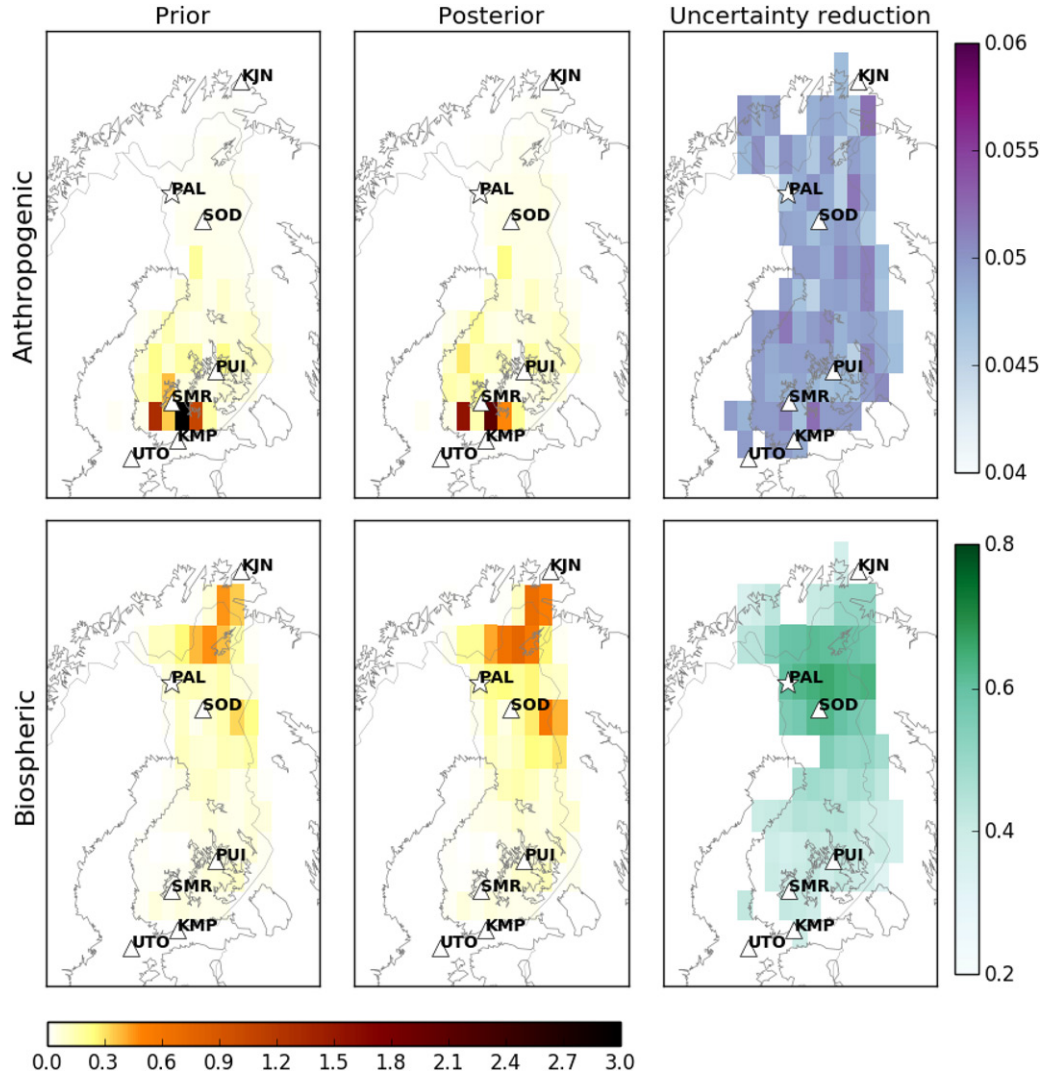 Prior Posterior Uncertainty reduction
Anthropogenic
KJN KJN KJN
PAL PAL PAL
SOD SOD SOD
PUI PUI PUI
SMR SMR SMR
KMP KMP KMP
UTO UTO UTO
0.06
0.055
0.05
0.045
0.04
Biospheric
KJN KJN KJN
PAL PAL PAL
SOD SOD SOD
PUI PUI PUI
SMR SMR SMR
KMP KMP KMP
UTO UTO UTO
0.8
0.6
0.4
0.2
0.0 0.3 0.6 0.9 1.2 1.5 1.8 2.1 2.4 2.7 3.0